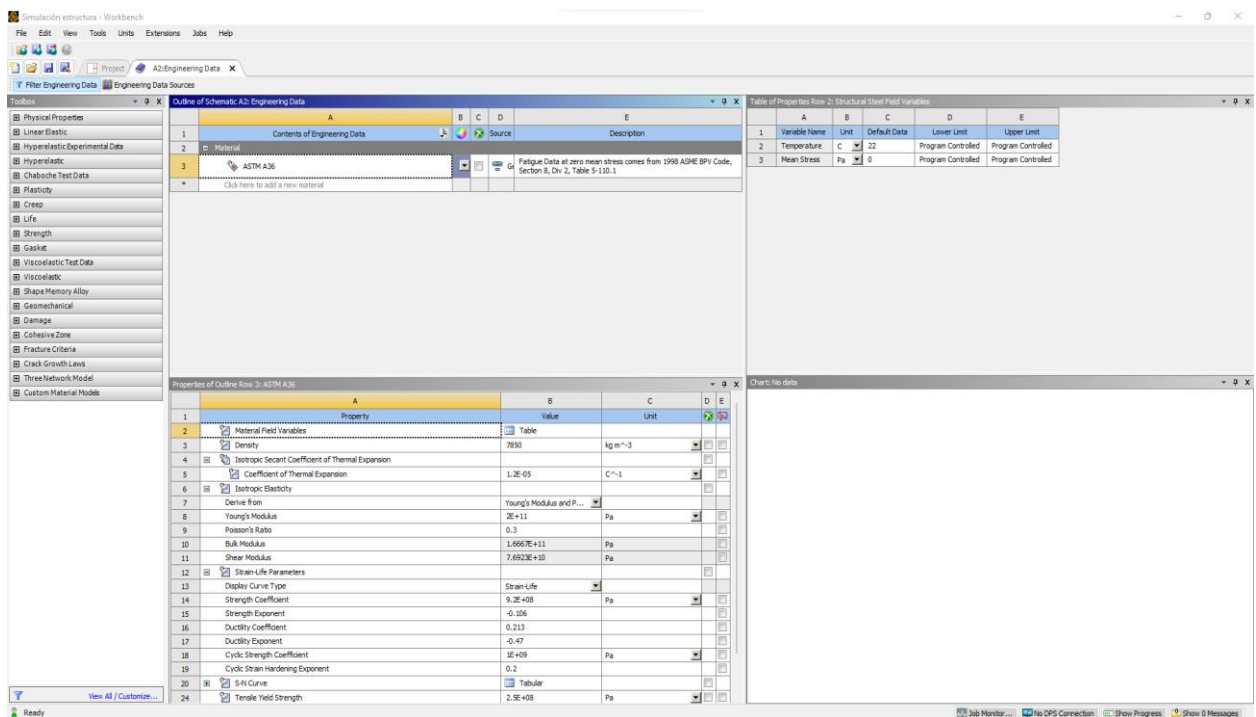 Simulación estructura - Workbench
File Edit View Tools Units Extensions Jobs Help
Project A2:Engineering Data X
Filter Engineering Data Engineering Data Sources
Toolbox
Physical Properties
Linear Elastic
Hyperelastic Experimental Data
Hyperelastic
Chaboche Test Data
Plasticity
Creep
Life
Strength
Gasket
Viscoelastic Test Data
Viscoelastic
Shape Memory Alloy
Geomechanical
Damage
Cohesive Zone
Fracture Criteria
Crack Growth Laws
Three Network Model
Custom Material Models
View All / Customize...
Outline of Schematic A2: Engineering Data
A B C D E
1 Contents of Engineering Data Source Description
2 Material
3 ASTM A36 Fatigue Data at zero mean stress comes from 1998 ASME BPV Code,
Section 8, Div 2, Table 5-110.1
* Click here to add a new material
Properties of Outline Row 3: ASTM A36
A B C D E
1 Property Value Unit
2 Material Field Variables Table
3 Density 7850 kg m^-3
4 Isotropic Secant Coefficient of Thermal Expansion
5 Coefficient of Thermal Expansion 1.2E-05 C^-1
6 Isotropic Elasticity
7 Derive from Young's Modulus and P...
8 Young's Modulus 2E+11 Pa
9 Poisson's Ratio 0.3
10 Bulk Modulus 1.6667E+11 Pa
11 Shear Modulus 7.6923E+10 Pa
12 Strain-Life Parameters
13 Display Curve Type Strain-Life
14 Strength Coefficient 9.2E+08 Pa
15 Strength Exponent -0.106
16 Ductility Coefficient 0.213
17 Ductility Exponent -0.47
18 Cyclic Strength Coefficient 1E+09 Pa
19 Cyclic Strain Hardening Exponent 0.2
20 S-N Curve Tabular
24 Tensile Yield Strength 2.5E+08 Pa
Table of Properties Row 2: Structural Steel Field Variables
A B C D E
1 Variable Name Unit Default Data Lower Limit Upper Limit
2 Temperature C 22 Program Controlled Program Controlled
3 Mean Stress Pa 0 Program Controlled Program Controlled
Chart: No data
Ready
Job Monitor... No DPS Connection Show Progress Show 0 Messages